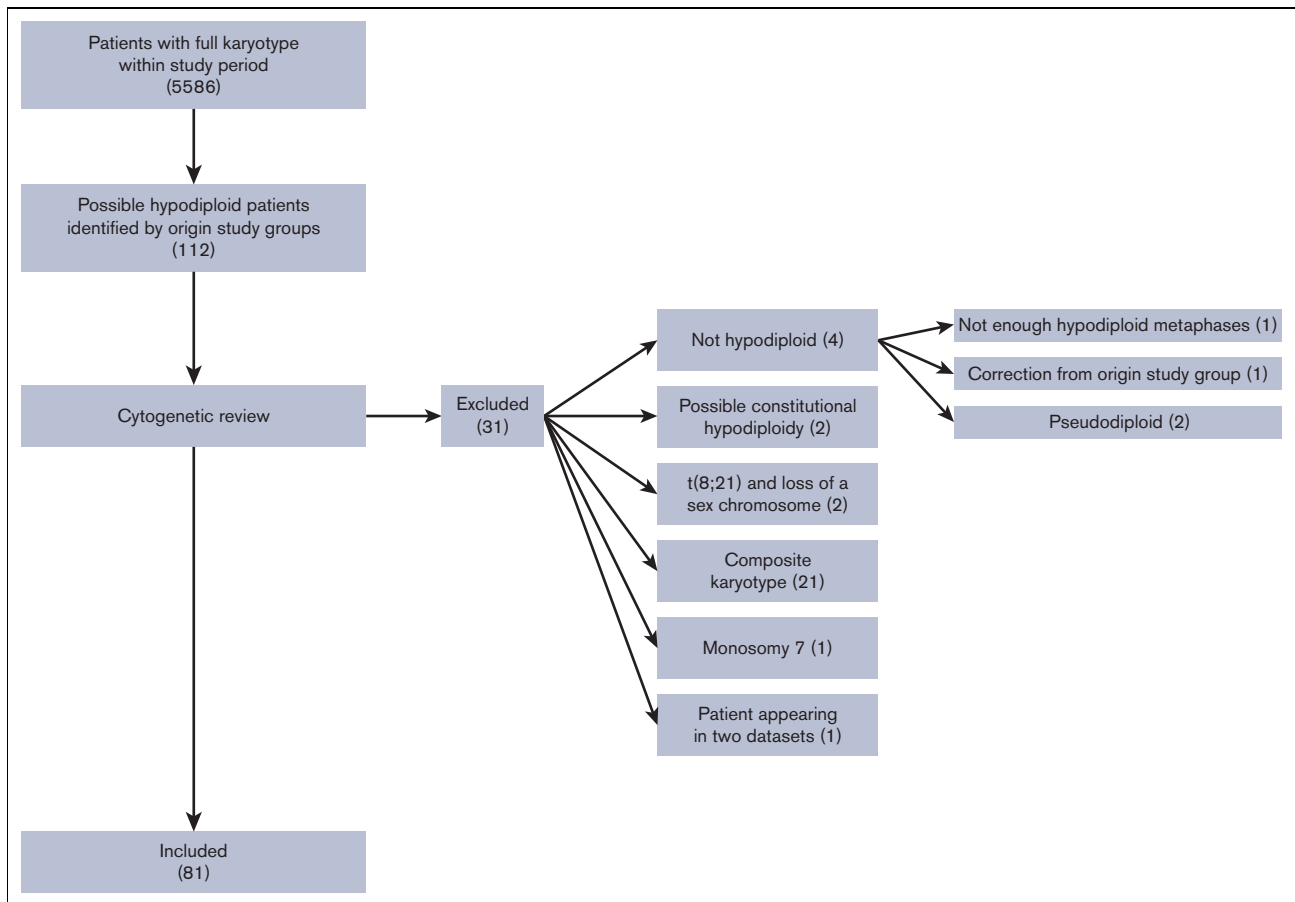 Patients with full karyotype
within study period
(5586)
Possible hypodiploid patients
identified by origin study groups
(112)
Cytogenetic review
Excluded
(31)
Not hypodiploid (4)
Not enough hypodiploid metaphases (1)
Correction from origin study group (1)
Pseudodiploid (2)
Possible constitutional
hypodiploidy (2)
t(8;21) and loss of a
sex chromosome (2)
Composite
karyotype (21)
Monosomy 7 (1)
Patient appearing
in two datasets (1)
Included
(81)